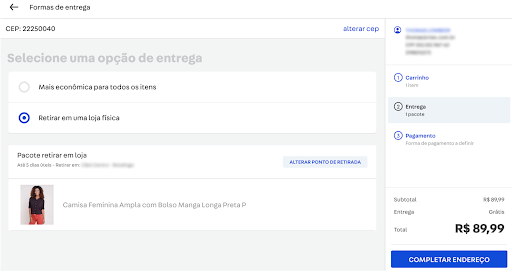 Formas de entrega
CEP: 22250040
alterar cep
Selecione uma opção de entrega
Mais econômica para todos os itens
Retirar em uma loja física
Pacote retirar em loja
Até 5 dias úteis - Retirar em:
ALTERAR PONTO DE RETIRADA
Camisa Feminina Ampla com Bolso Manga Longa Preta P
1 Carrinho
1 item
2 Entrega
1 pacote
3 Pagamento
Forma de pagamento a definir
Subtotal R$ 89,99
Entrega Grátis
Total R$ 89,99
COMPLETAR ENDEREÇO